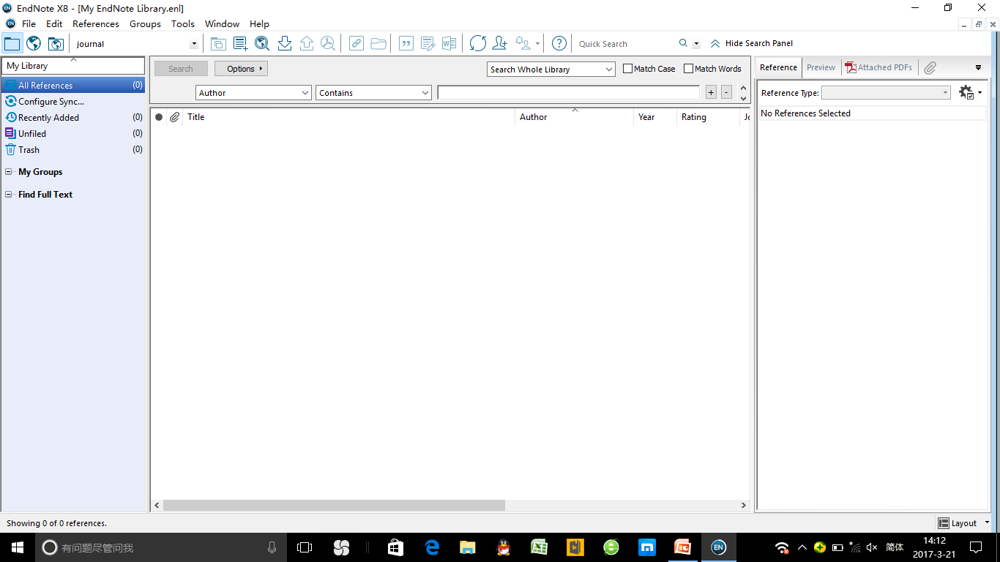 EndNote X8 - [My EndNote Library.enl]
EN File Edit References Groups Tools Window Help
journal Quick Search Hide Search Panel
My Library
All References (0)
Configure Sync...
Recently Added (0)
Unfiled (0)
Trash (0)
My Groups
Find Full Text
Search Options Search Whole Library Match Case Match Words
Author Contains + -
Title Author Year Rating Jo
Reference Preview Attached PDFs
Reference Type:
No References Selected
Showing 0 of 0 references.
Layout
有问题尽管问我
EN
简体
14:12
2017-3-21